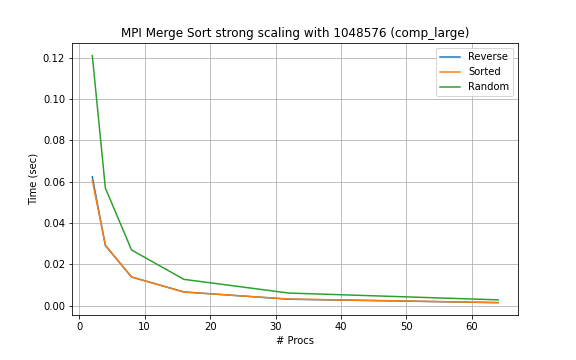 MPI Merge Sort strong scaling with 1048576 (comp_large)
Reverse
Sorted
Random
0.12
0.10
0.08
0.06
0.04
0.02
0.00
Time (sec)
0 10 20 30 40 50 60
# Procs